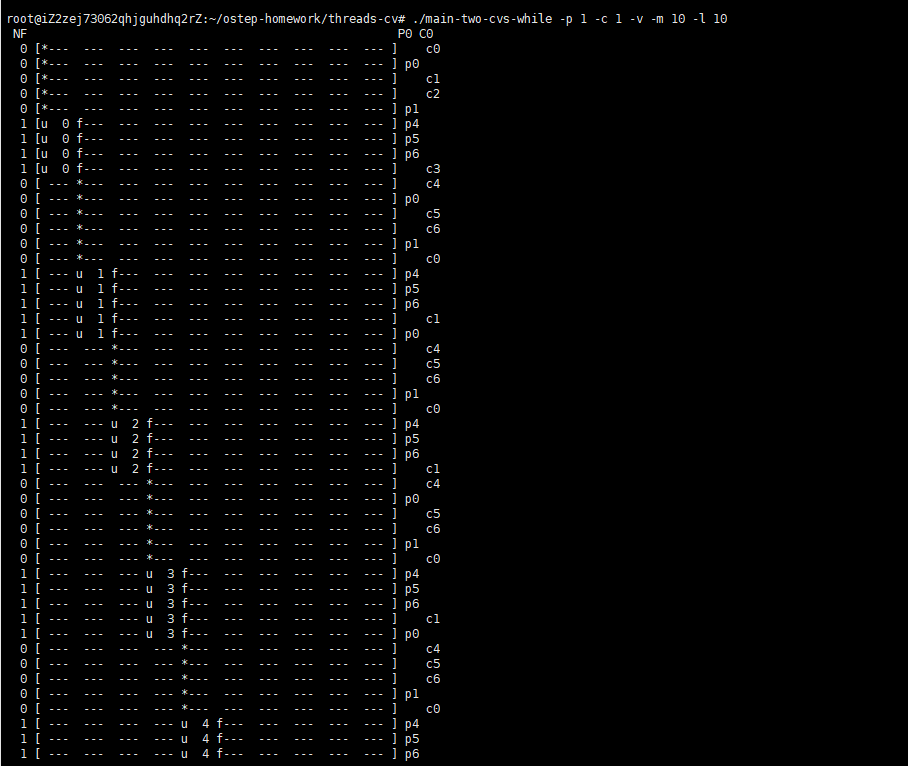 root@iZ2zej73062qhjguhdhq2rZ:~/ostep-homework/threads-cv# ./main-two-cvs-while -p 1 -c 1 -v -m 10 -l 10
 NF                                                    P0 C0
  0 [*---  ---  ---  ---  ---  ---  ---  ---  ---  --- ]    c0
  0 [*---  ---  ---  ---  ---  ---  ---  ---  ---  --- ] p0
  0 [*---  ---  ---  ---  ---  ---  ---  ---  ---  --- ]    c1
  0 [*---  ---  ---  ---  ---  ---  ---  ---  ---  --- ]    c2
  0 [*---  ---  ---  ---  ---  ---  ---  ---  ---  --- ] p1
  1 [u  0 f---  ---  ---  ---  ---  ---  ---  ---  --- ] p4
  1 [u  0 f---  ---  ---  ---  ---  ---  ---  ---  --- ] p5
  1 [u  0 f---  ---  ---  ---  ---  ---  ---  ---  --- ] p6
  1 [u  0 f---  ---  ---  ---  ---  ---  ---  ---  --- ]    c3
  0 [ --- *---  ---  ---  ---  ---  ---  ---  ---  --- ]    c4
  0 [ --- *---  ---  ---  ---  ---  ---  ---  ---  --- ] p0
  0 [ --- *---  ---  ---  ---  ---  ---  ---  ---  --- ]    c5
  0 [ --- *---  ---  ---  ---  ---  ---  ---  ---  --- ]    c6
  0 [ --- *---  ---  ---  ---  ---  ---  ---  ---  --- ] p1
  0 [ --- *---  ---  ---  ---  ---  ---  ---  ---  --- ]    c0
  1 [ --- u  1 f---  ---  ---  ---  ---  ---  ---  --- ] p4
  1 [ --- u  1 f---  ---  ---  ---  ---  ---  ---  --- ] p5
  1 [ --- u  1 f---  ---  ---  ---  ---  ---  ---  --- ] p6
  1 [ --- u  1 f---  ---  ---  ---  ---  ---  ---  --- ]    c1
  1 [ --- u  1 f---  ---  ---  ---  ---  ---  ---  --- ] p0
  0 [ ---  --- *---  ---  ---  ---  ---  ---  ---  --- ]    c4
  0 [ ---  --- *---  ---  ---  ---  ---  ---  ---  --- ]    c5
  0 [ ---  --- *---  ---  ---  ---  ---  ---  ---  --- ]    c6
  0 [ ---  --- *---  ---  ---  ---  ---  ---  ---  --- ] p1
  0 [ ---  --- *---  ---  ---  ---  ---  ---  ---  --- ]    c0
  1 [ ---  --- u  2 f---  ---  ---  ---  ---  ---  --- ] p4
  1 [ ---  --- u  2 f---  ---  ---  ---  ---  ---  --- ] p5
  1 [ ---  --- u  2 f---  ---  ---  ---  ---  ---  --- ] p6
  1 [ ---  --- u  2 f---  ---  ---  ---  ---  ---  --- ]    c1
  0 [ ---  ---  --- *---  ---  ---  ---  ---  ---  --- ]    c4
  0 [ ---  ---  --- *---  ---  ---  ---  ---  ---  --- ] p0
  0 [ ---  ---  --- *---  ---  ---  ---  ---  ---  --- ]    c5
  0 [ ---  ---  --- *---  ---  ---  ---  ---  ---  --- ]    c6
  0 [ ---  ---  --- *---  ---  ---  ---  ---  ---  --- ] p1
  0 [ ---  ---  --- *---  ---  ---  ---  ---  ---  --- ]    c0
  1 [ ---  ---  --- u  3 f---  ---  ---  ---  ---  --- ] p4
  1 [ ---  ---  --- u  3 f---  ---  ---  ---  ---  --- ] p5
  1 [ ---  ---  --- u  3 f---  ---  ---  ---  ---  --- ] p6
  1 [ ---  ---  --- u  3 f---  ---  ---  ---  ---  --- ]    c1
  1 [ ---  ---  --- u  3 f---  ---  ---  ---  ---  --- ] p0
  0 [ ---  ---  ---  --- *---  ---  ---  ---  ---  --- ]    c4
  0 [ ---  ---  ---  --- *---  ---  ---  ---  ---  --- ]    c5
  0 [ ---  ---  ---  --- *---  ---  ---  ---  ---  --- ]    c6
  0 [ ---  ---  ---  --- *---  ---  ---  ---  ---  --- ] p1
  0 [ ---  ---  ---  --- *---  ---  ---  ---  ---  --- ]    c0
  1 [ ---  ---  ---  --- u  4 f---  ---  ---  ---  --- ] p4
  1 [ ---  ---  ---  --- u  4 f---  ---  ---  ---  --- ] p5
  1 [ ---  ---  ---  --- u  4 f---  ---  ---  ---  --- ] p6